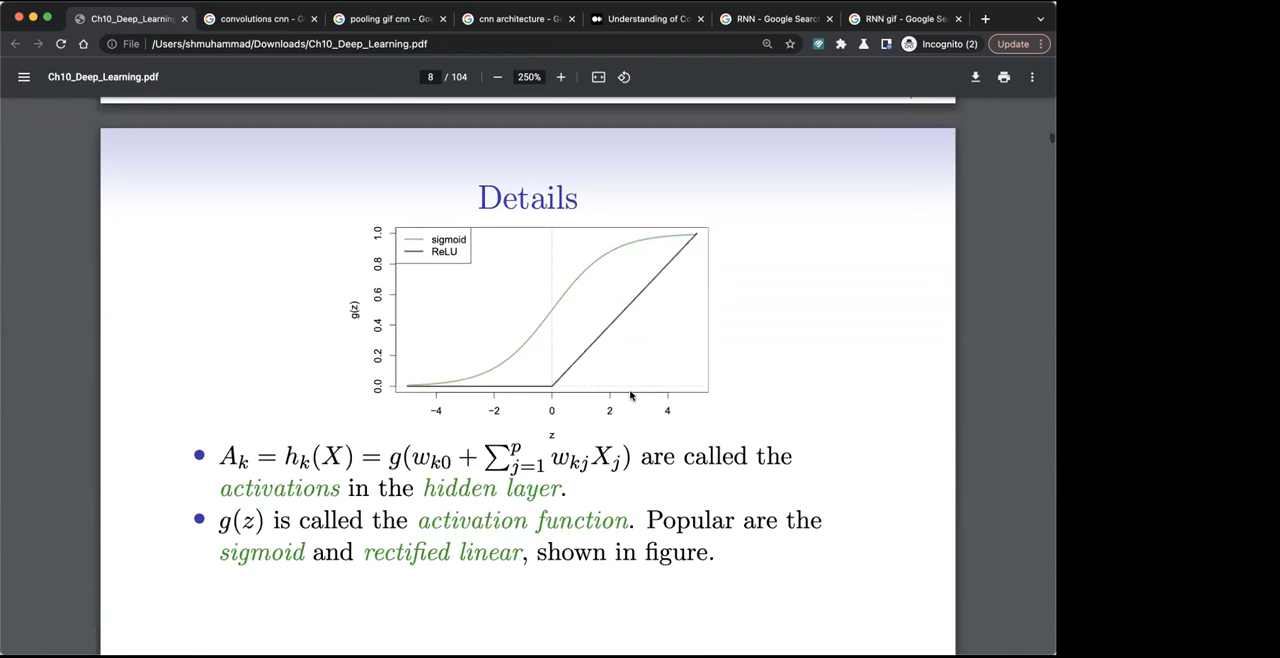 Ch10_Deep_Learning.pdf
convolutions cnn - G
pooling gif cnn - Goo
cnn architecture - G
Understanding of Co
RNN - Google Search
RNN gif - Google Se
File /Users/shmuhammad/Downloads/Ch10_Deep_Learning.pdf
Incognito (2)
Update
Ch10_Deep_Learning.pdf
8 / 104
250%
Details
sigmoid
ReLU
g(z)
1.0
0.8
0.6
0.4
0.2
0.0
−4 −2 0 2 4
z
• A_k = h_k(X) = g(w_{k0} + ∑_{j=1}^p w_{kj}X_j) are called the
activations in the hidden layer.
• g(z) is called the activation function. Popular are the
sigmoid and rectified linear, shown in figure.